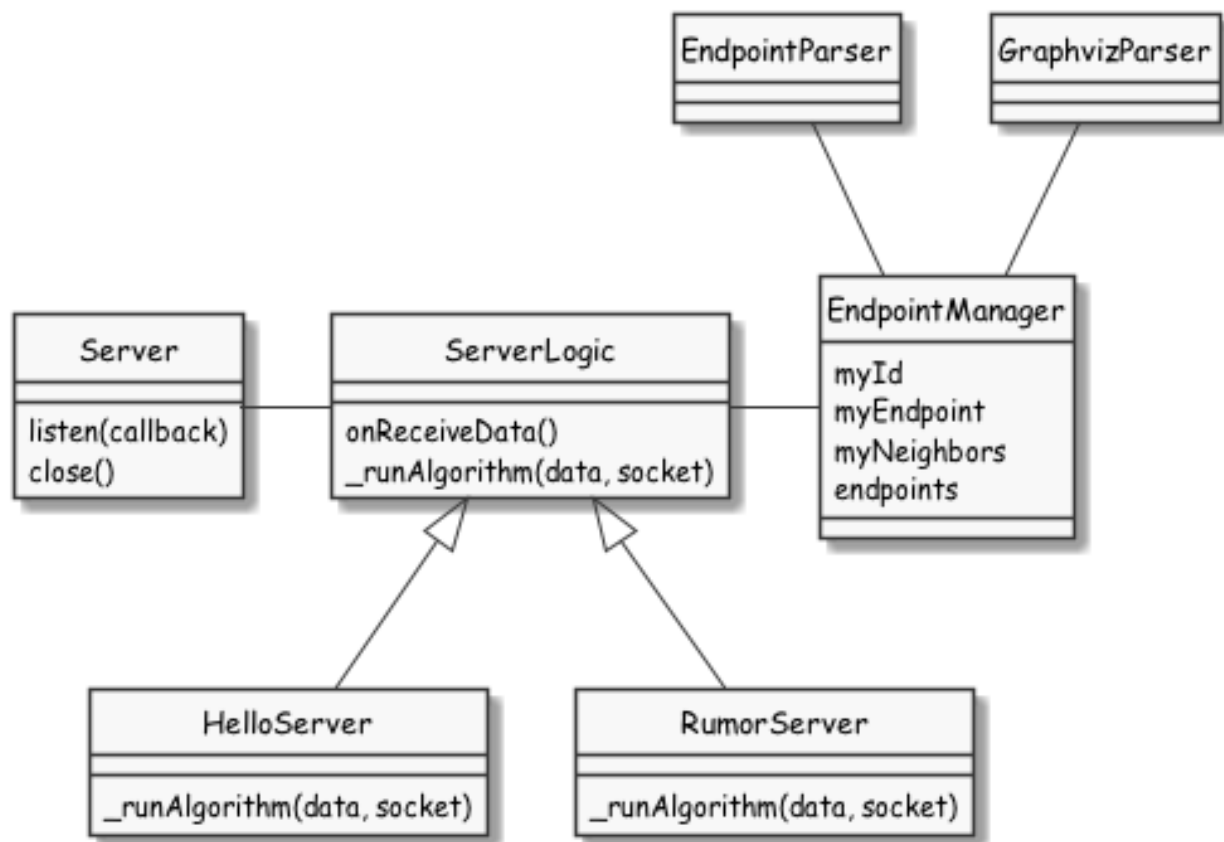 EndpointParser
GraphvizParser
EndpointManager
myId
myEndpoint
myNeighbors
endpoints
Server
listen(callback)
close()
ServerLogic
onReceiveData()
_runAlgorithm(data, socket)
HelloServer
_runAlgorithm(data, socket)
RumorServer
_runAlgorithm(data, socket)